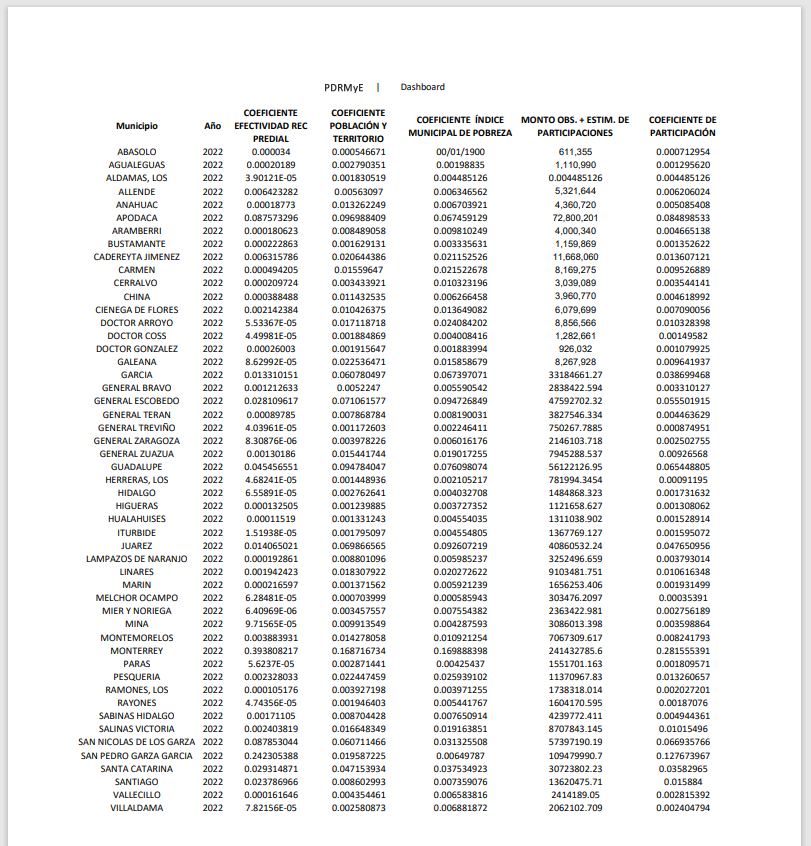 PDRMyE | Dashboard
Municipio Año COEFICIENTE EFECTIVIDAD REC PREDIAL COEFICIENTE POBLACIÓN Y TERRITORIO COEFICIENTE ÍNDICE MUNICIPAL DE POBREZA MONTO OBS. + ESTIM. DE PARTICIPACIONES COEFICIENTE DE PARTICIPACIÓN
ABASOLO 2022 0.000034 0.000546671 00/01/1900 611,355 0.000712954
AGUALEGUAS 2022 0.00020189 0.002790351 0.00198835 1,110,990 0.001295620
ALDAMAS, LOS 2022 3.90121E-05 0.001830519 0.004485126 0.004485126 0.004485126
ALLENDE 2022 0.006423282 0.00563097 0.006346562 5,321,644 0.006206024
ANAHUAC 2022 0.00018773 0.013262249 0.006703921 4,360,720 0.005085408
APODACA 2022 0.087573296 0.096988409 0.067459129 72,800,201 0.084898533
ARAMBERRI 2022 0.000180623 0.008489058 0.009810249 4,000,340 0.004665138
BUSTAMANTE 2022 0.000222863 0.001629131 0.003335631 1,159,869 0.001352622
CADEREYTA JIMENEZ 2022 0.006315786 0.020644386 0.021152526 11,668,060 0.013607121
CARMEN 2022 0.000494205 0.01559647 0.021522678 8,169,275 0.009526889
CERRALVO 2022 0.000209724 0.003433921 0.010323196 3,039,089 0.003544141
CHINA 2022 0.000388488 0.011432535 0.006266458 3,960,770 0.004618992
CIENEGA DE FLORES 2022 0.002142384 0.010426375 0.013649082 6,079,699 0.007090056
DOCTOR ARROYO 2022 5.53367E-05 0.017118718 0.024084202 8,856,566 0.010328398
DOCTOR COSS 2022 4.49981E-05 0.001884869 0.004008416 1,282,661 0.00149582
DOCTOR GONZALEZ 2022 0.00026003 0.001915647 0.001883994 926,032 0.001079925
GALEANA 2022 8.62992E-05 0.022536471 0.015858679 8,267,928 0.009641937
GARCIA 2022 0.013310151 0.060780497 0.067397071 33184661.27 0.038699468
GENERAL BRAVO 2022 0.001212633 0.0052247 0.005590542 2838422.594 0.003310127
GENERAL ESCOBEDO 2022 0.028109617 0.071061577 0.094726849 47592702.32 0.055501915
GENERAL TERAN 2022 0.00089785 0.007868784 0.008190031 3827546.334 0.004463629
GENERAL TREVIÑO 2022 4.03961E-05 0.001172603 0.002246411 750267.7885 0.000874951
GENERAL ZARAGOZA 2022 8.30876E-06 0.003978226 0.006016176 2146103.718 0.002502755
GENERAL ZUAZUA 2022 0.00130186 0.015441744 0.019017255 7945288.537 0.00926568
GUADALUPE 2022 0.045456551 0.094784047 0.076098074 56122126.95 0.065448805
HERRERAS, LOS 2022 4.68241E-05 0.001448936 0.002105217 781994.3454 0.00091195
HIDALGO 2022 6.55891E-05 0.002762641 0.004032708 1484868.323 0.001731632
HIGUERAS 2022 0.000132505 0.001239885 0.003727352 1121658.627 0.001308062
HUALAHUISES 2022 0.00011519 0.001331243 0.004554035 1311038.902 0.001528914
ITURBIDE 2022 1.51938E-05 0.001795097 0.004554805 1367769.127 0.001595072
JUAREZ 2022 0.014065021 0.069866565 0.092607219 40860532.24 0.047650956
LAMPAZOS DE NARANJO 2022 0.000192861 0.008801096 0.005985237 3252496.659 0.003793014
LINARES 2022 0.001942423 0.018307922 0.020272622 9103481.751 0.010616348
MARIN 2022 0.000216597 0.001371562 0.005921239 1656253.406 0.001931499
MELCHOR OCAMPO 2022 6.28481E-05 0.000703999 0.000585943 303476.2097 0.00035391
MIER Y NORIEGA 2022 6.40969E-06 0.003457556 0.007554382 2363422.981 0.002756189
MINA 2022 9.71565E-05 0.009913549 0.004287593 3086013.398 0.003598864
MONTEMORELOS 2022 0.003883931 0.014278058 0.010921254 7067309.617 0.008241793
MONTERREY 2022 0.393808217 0.168716734 0.169888398 241432785.6 0.281555391
PARAS 2022 5.6237E-05 0.002871441 0.00425437 1551701.163 0.001809571
PESQUERIA 2022 0.002328033 0.022447459 0.025939102 11370967.83 0.013260657
RAMONES, LOS 2022 0.000105176 0.003927198 0.003971255 1738318.014 0.002027201
RAYONES 2022 4.74356E-05 0.001946403 0.005441767 1604170.595 0.00187076
SABINAS HIDALGO 2022 0.00171105 0.008704428 0.007650914 4239772.411 0.004944361
SALINAS VICTORIA 2022 0.002403819 0.016648349 0.019163851 8707843.145 0.01015496
SAN NICOLAS DE LOS GARZA 2022 0.087853044 0.060711466 0.031325508 57397190.19 0.066935766
SAN PEDRO GARZA GARCIA 2022 0.242305388 0.019587225 0.00649787 109479990.7 0.127673967
SANTA CATARINA 2022 0.029314871 0.047153934 0.037534923 30723802.23 0.03582965
SANTIAGO 2022 0.023786966 0.008602993 0.007359076 13620475.71 0.015884
VALLECILLO 2022 0.000161646 0.004354461 0.006583816 2414189.05 0.002815392
VILLALDAMA 2022 7.82156E-05 0.002580873 0.006881872 2062102.709 0.002404794